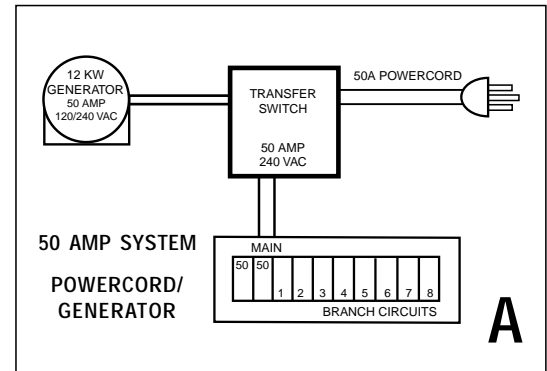 12 KW
GENERATOR
50 AMP
120/240 VAC
TRANSFER
SWITCH
50 AMP
240 VAC
50A POWERCORD
50 AMP SYSTEM
POWERCORD/
GENERATOR
MAIN
50 50
1 2 3 4 5 6 7 8
BRANCH CIRCUITS
A